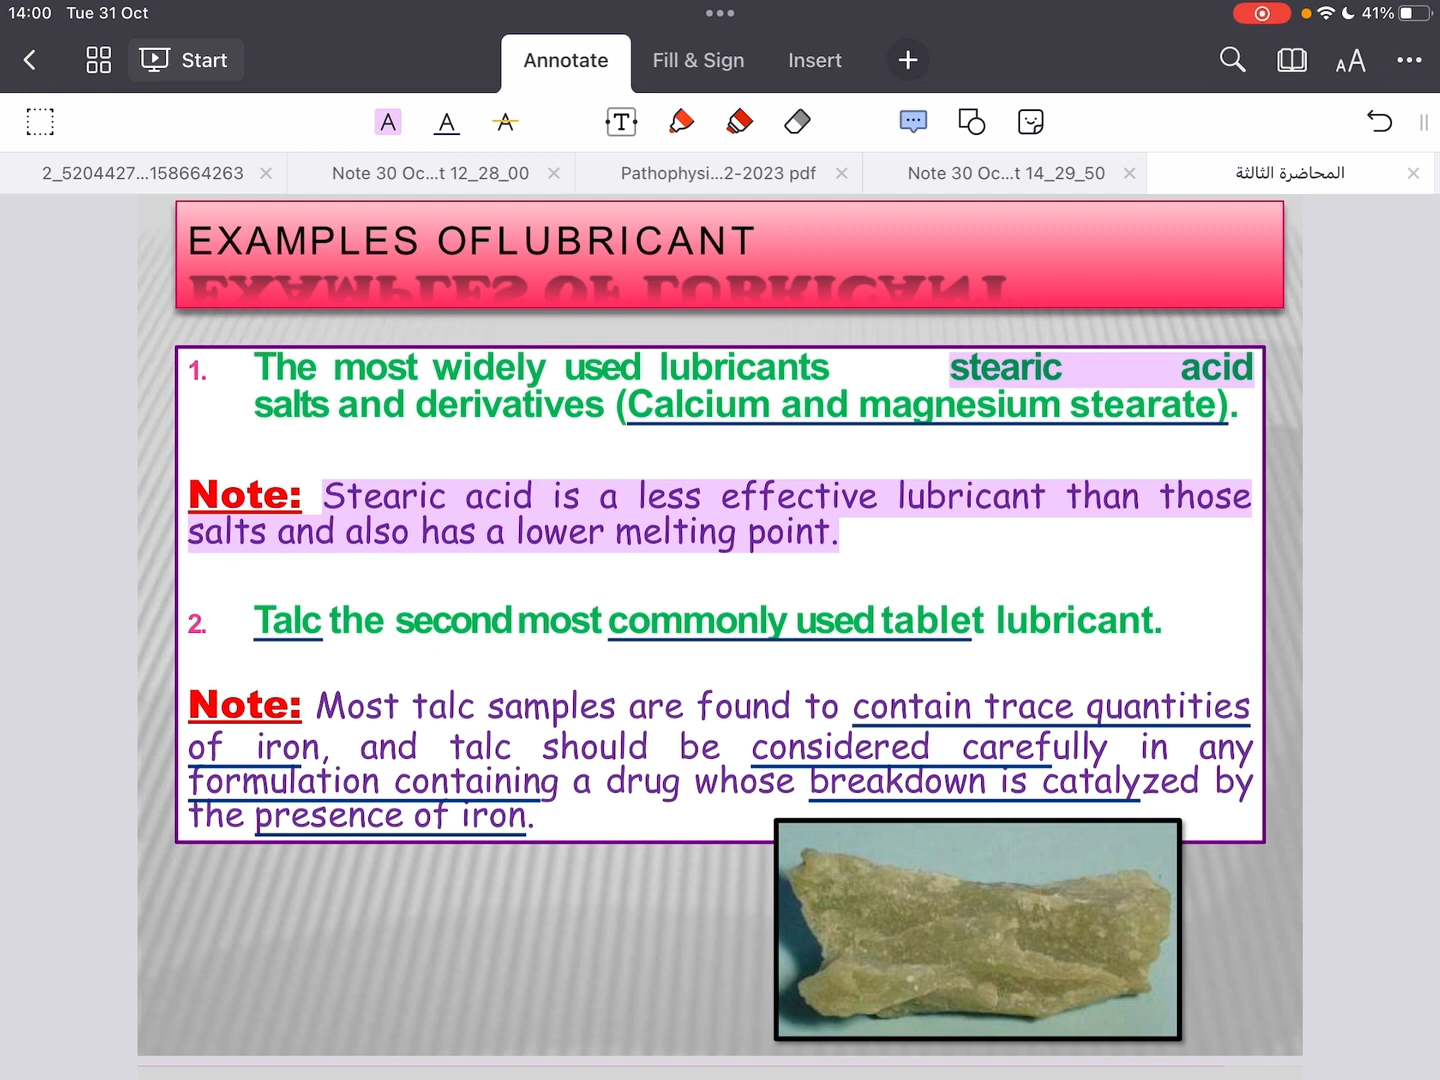 14:00 Tue 31 Oct
41%
Start
Annotate
Fill & Sign
Insert
2_5204427...158664263
Note 30 Oc...t 12_28_00
Pathophysi...2-2023 pdf
Note 30 Oc...t 14_29_50
المحاضرة الثالثة
EXAMPLES OFLUBRICANT
1. The most widely used lubricants stearic acid
salts and derivatives (Calcium and magnesium stearate).
Note: Stearic acid is a less effective lubricant than those
salts and also has a lower melting point.
2. Talc the second most commonly used tablet lubricant.
Note: Most talc samples are found to contain trace quantities
of iron, and talc should be considered carefully in any
formulation containing a drug whose breakdown is catalyzed by
the presence of iron.